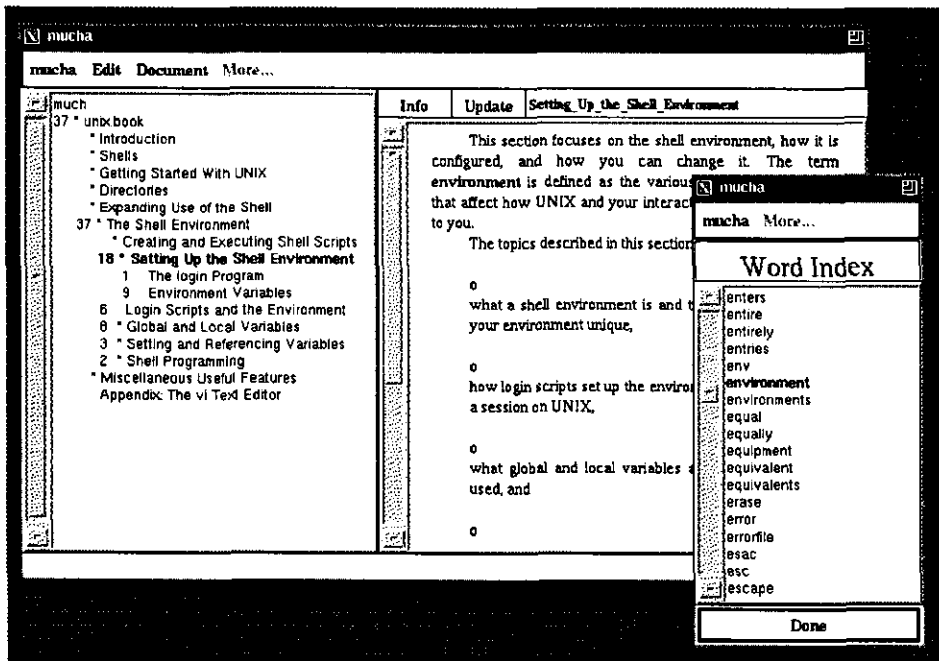 mucha
mucha Edit Document More...
much
37 * unixbook
* Introduction
* Shells
* Getting Started With UNIX
* Directories
* Expanding Use of the Shell
37 * The Shell Environment
* Creating and Executing Shell Scripts
18 * Setting Up the Shell Environment
1 The login Program
9 Environment Variables
6 Login Scripts and the Environment
8 * Global and Local Variables
3 * Setting and Referencing Variables
2 * Shell Programming
* Miscellaneous Useful Features
Appendix: The vi Text Editor
Info Update Setting_Up_the_Shell_Environment
This section focuses on the shell environment, how it is
configured, and how you can change it. The term
environment is defined as the various
that affect how UNIX and your interact
to you.
The topics described in this section
o
what a shell environment is and t
your environment unique,
o
how login scripts set up the enviro
a session on UNIX,
o
what global and local variables a
used, and
o
mucha
mucha More...
Word Index
enters
entire
entirely
entries
env
environment
environments
equal
equally
equipment
equivalent
equivalents
erase
error
errorfile
esac
esc
escape
Done